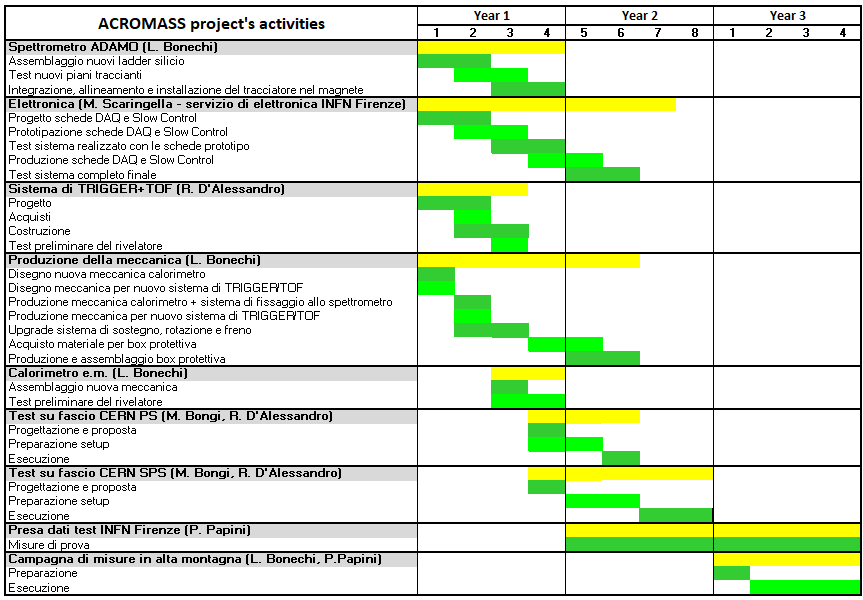 ACROMASS project's activities
Year 1 Year 2 Year 3
1 2 3 4 5 6 7 8 1 2 3 4
Spettrometro ADAMO (L. Bonechi)
Assemblaggio nuovi ladder silicio
Test nuovi piani traccianti
Integrazione, allineamento e installazione del tracciatore nel magnete
Elettronica (M. Scaringella - servizio di elettronica INFN Firenze)
Progetto schede DAQ e Slow Control
Prototipazione schede DAQ e Slow Control
Test sistema realizzato con le schede prototipo
Produzione schede DAQ e Slow Control
Test sistema completo finale
Sistema di TRIGGER+TOF (R. D'Alessandro)
Progetto
Acquisti
Costruzione
Test preliminare del rivelatore
Produzione della meccanica (L. Bonechi)
Disegno nuova meccanica calorimetro
Disegno meccanica per nuovo sistema di TRIGGER/TOF
Produzione meccanica calorimetro + sistema di fissaggio allo spettrometro
Produzione meccanica per nuovo sistema di TRIGGER/TOF
Upgrade sistema di sostegno, rotazione e freno
Acquisto materiale per box protettiva
Produzione e assemblaggio box protettiva
Calorimetro e.m. (L. Bonechi)
Assemblaggio nuova meccanica
Test preliminare del rivelatore
Test su fascio CERN PS (M. Bongi, R. D'Alessandro)
Progettazione e proposta
Preparazione setup
Esecuzione
Test su fascio CERN SPS (M. Bongi, R. D'Alessandro)
Progettazione e proposta
Preparazione setup
Esecuzione
Presa dati test INFN Firenze (P. Papini)
Misure di prova
Campagna di misure in alta montagna (L. Bonechi, P.Papini)
Preparazione
Esecuzione